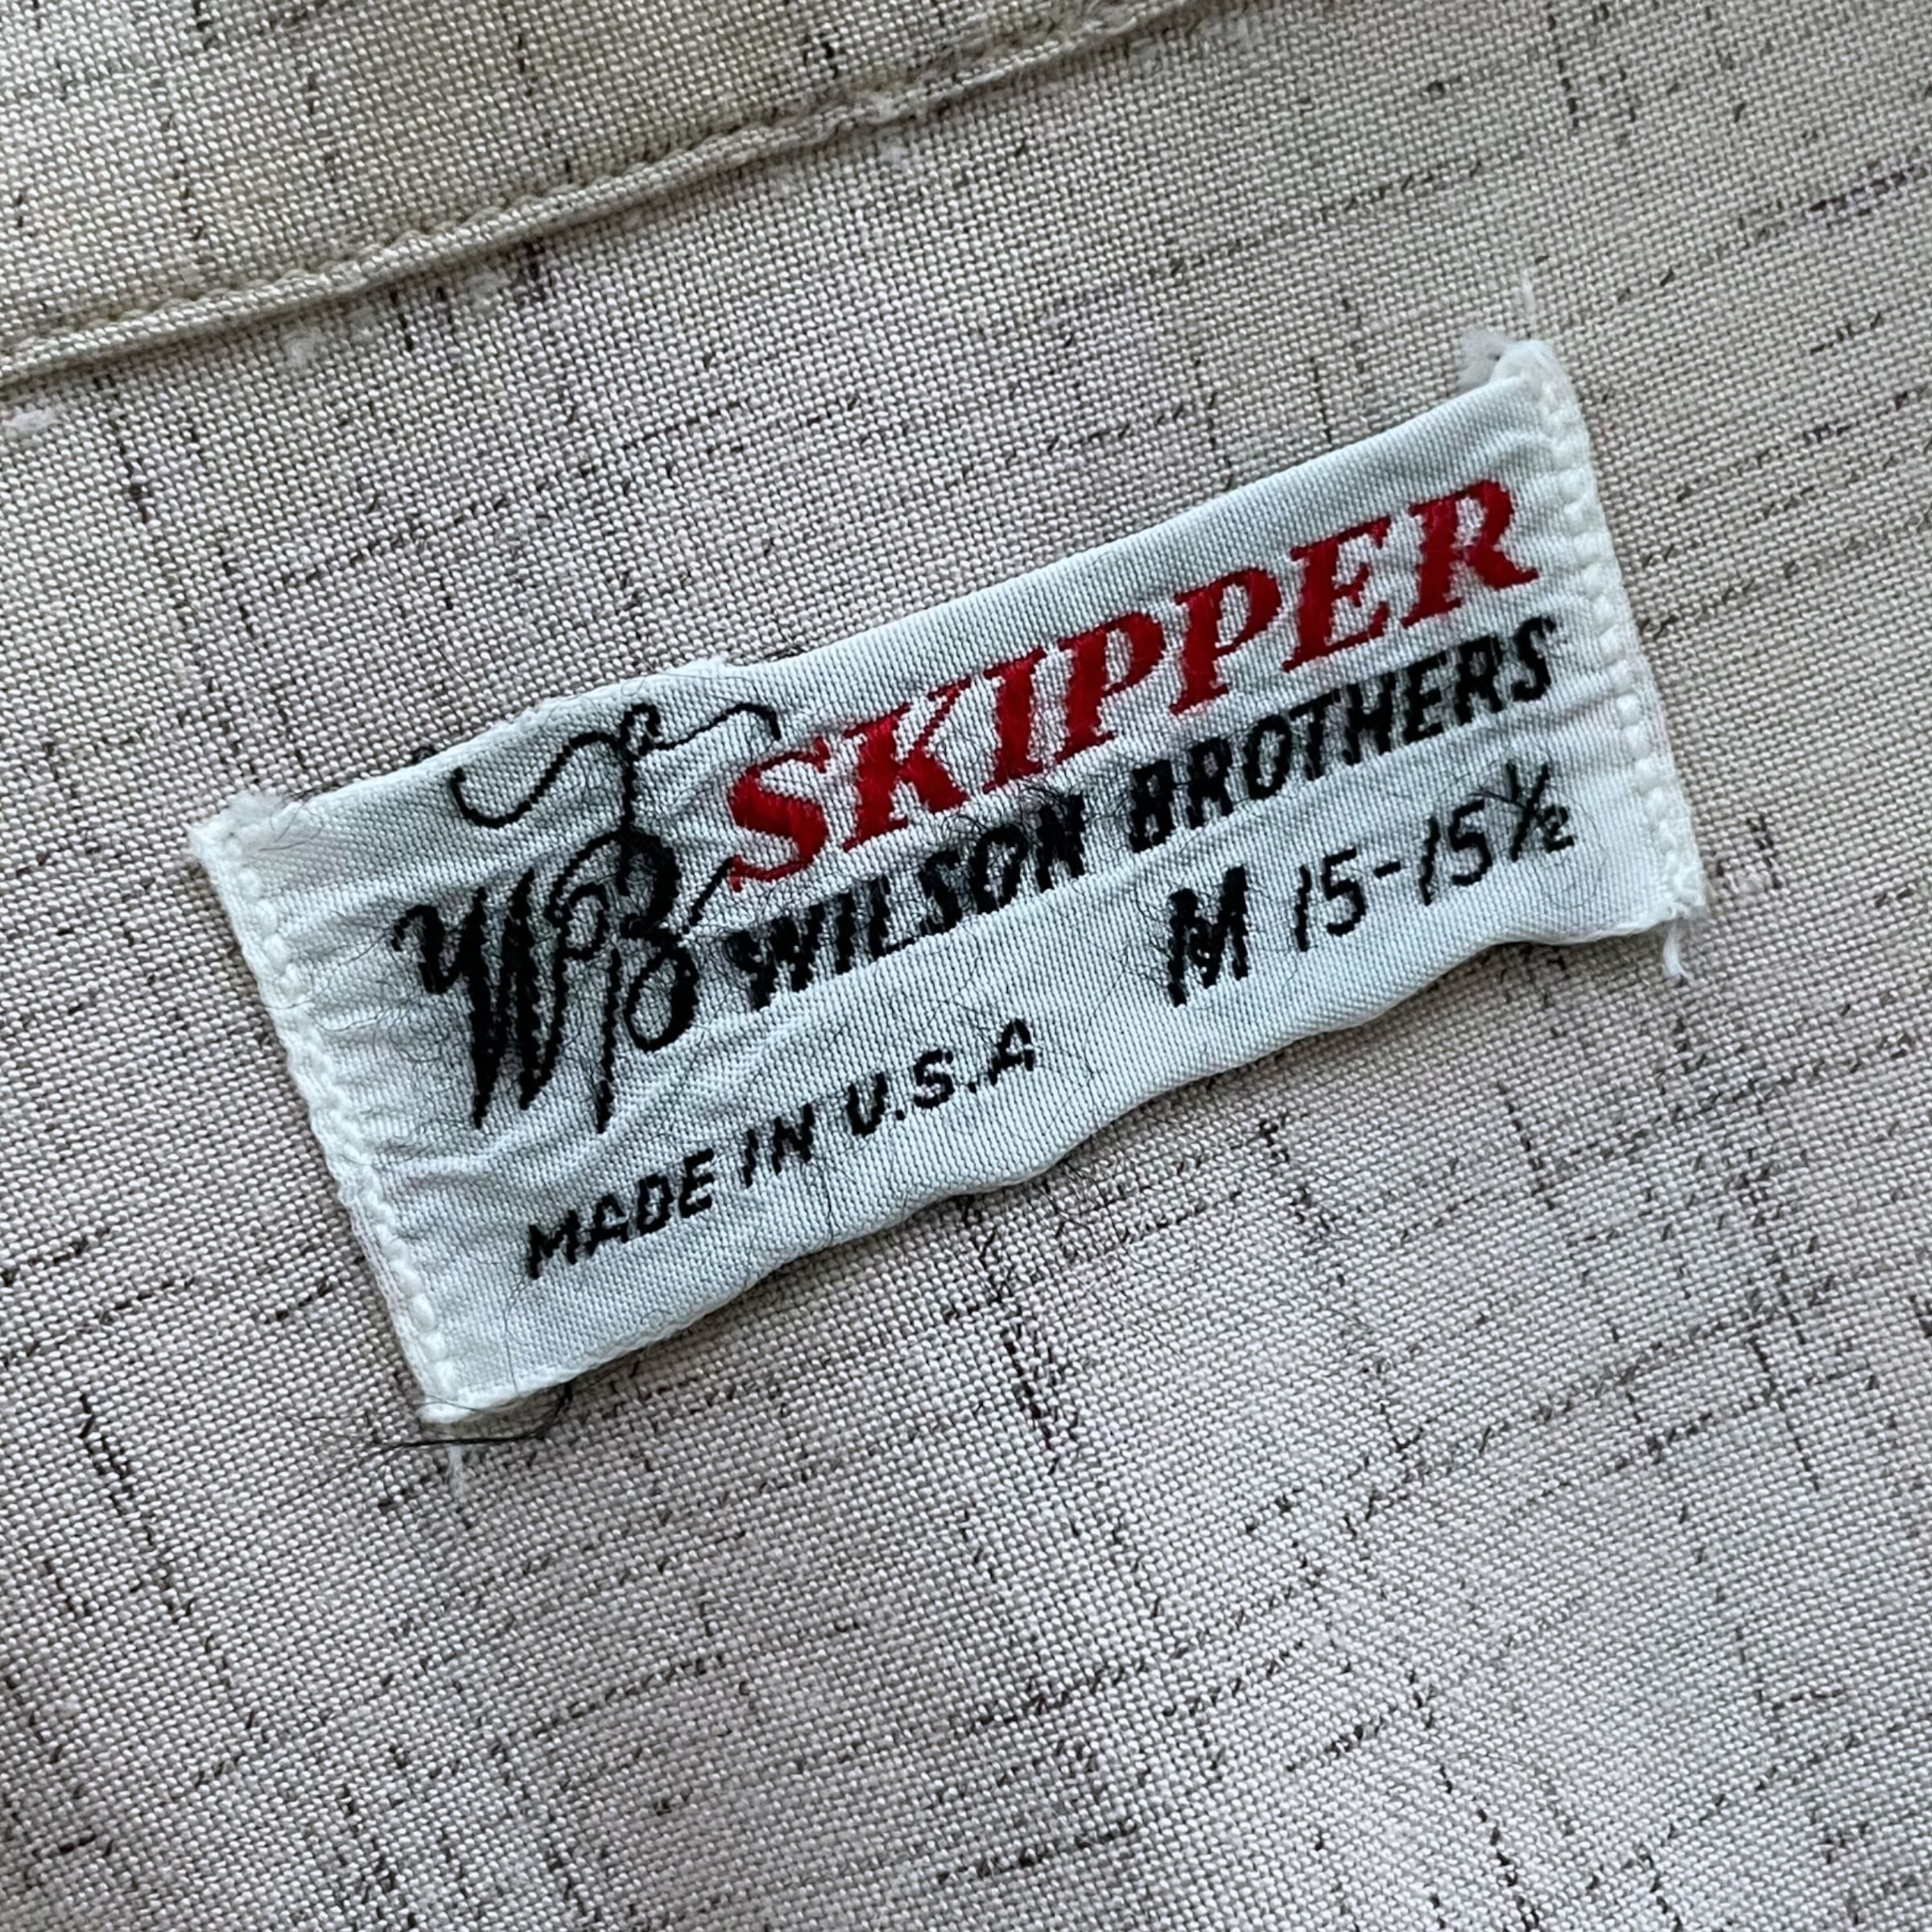 SKIPPER
WB WILSON BROTHERS
M 15-15½
MADE IN U.S.A